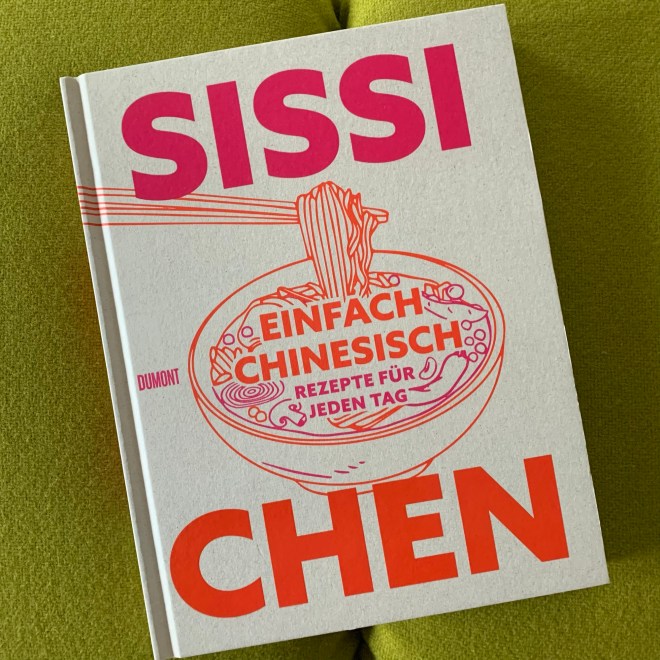 SISSI
EINFACH
CHINESISCH
REZEPTE FÜR
JEDEN TAG
DUMONT
CHEN